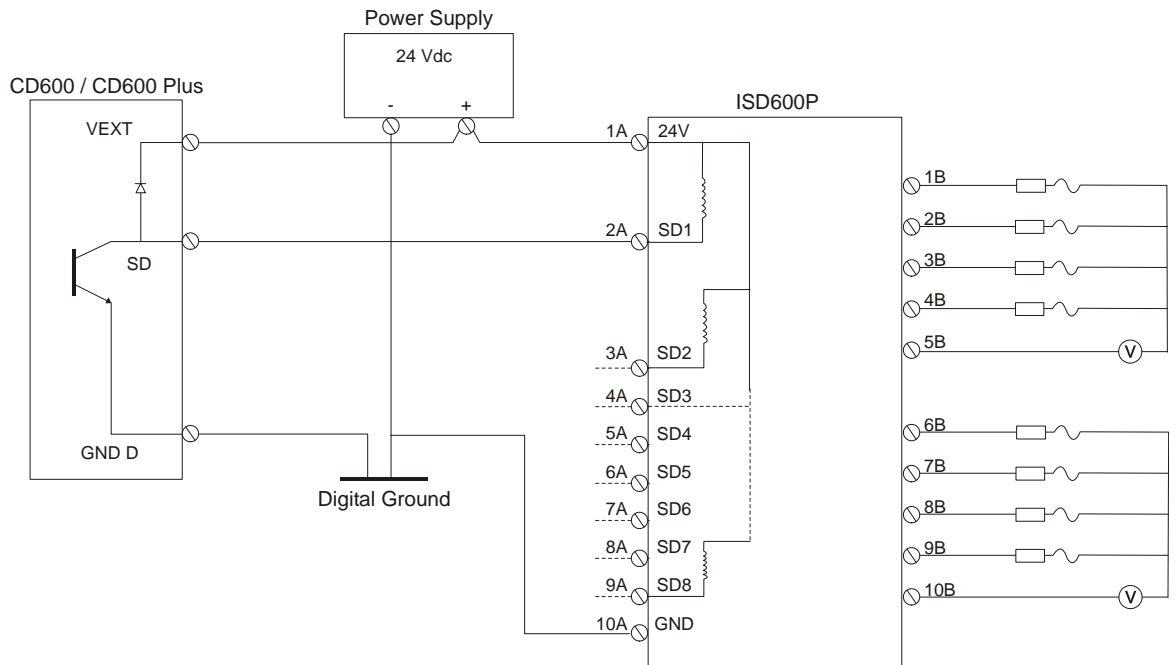 Power Supply
24 Vdc
- +
CD600 / CD600 Plus
VEXT
SD
GND D
Digital Ground
ISD600P
1A 24V
2A SD1
3A SD2
4A SD3
5A SD4
6A SD5
7A SD6
8A SD7
9A SD8
10A GND
1B
2B
3B
4B
5B
V
6B
7B
8B
9B
10B
V